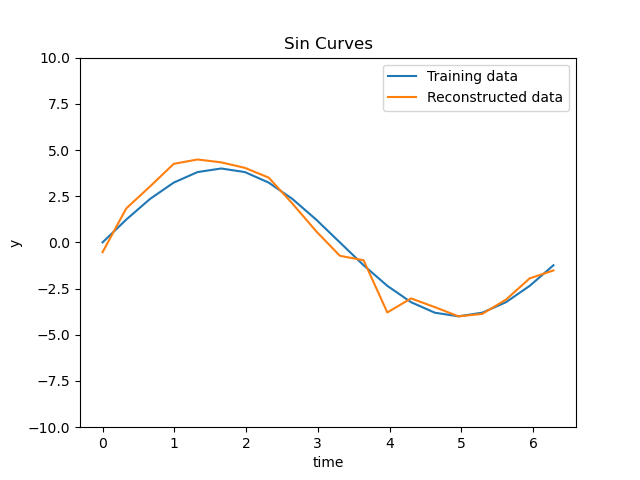 Sin Curves
Training data
Reconstructed data
10.0
7.5
5.0
2.5
0.0
−2.5
−5.0
−7.5
−10.0
y
0 1 2 3 4 5 6
time